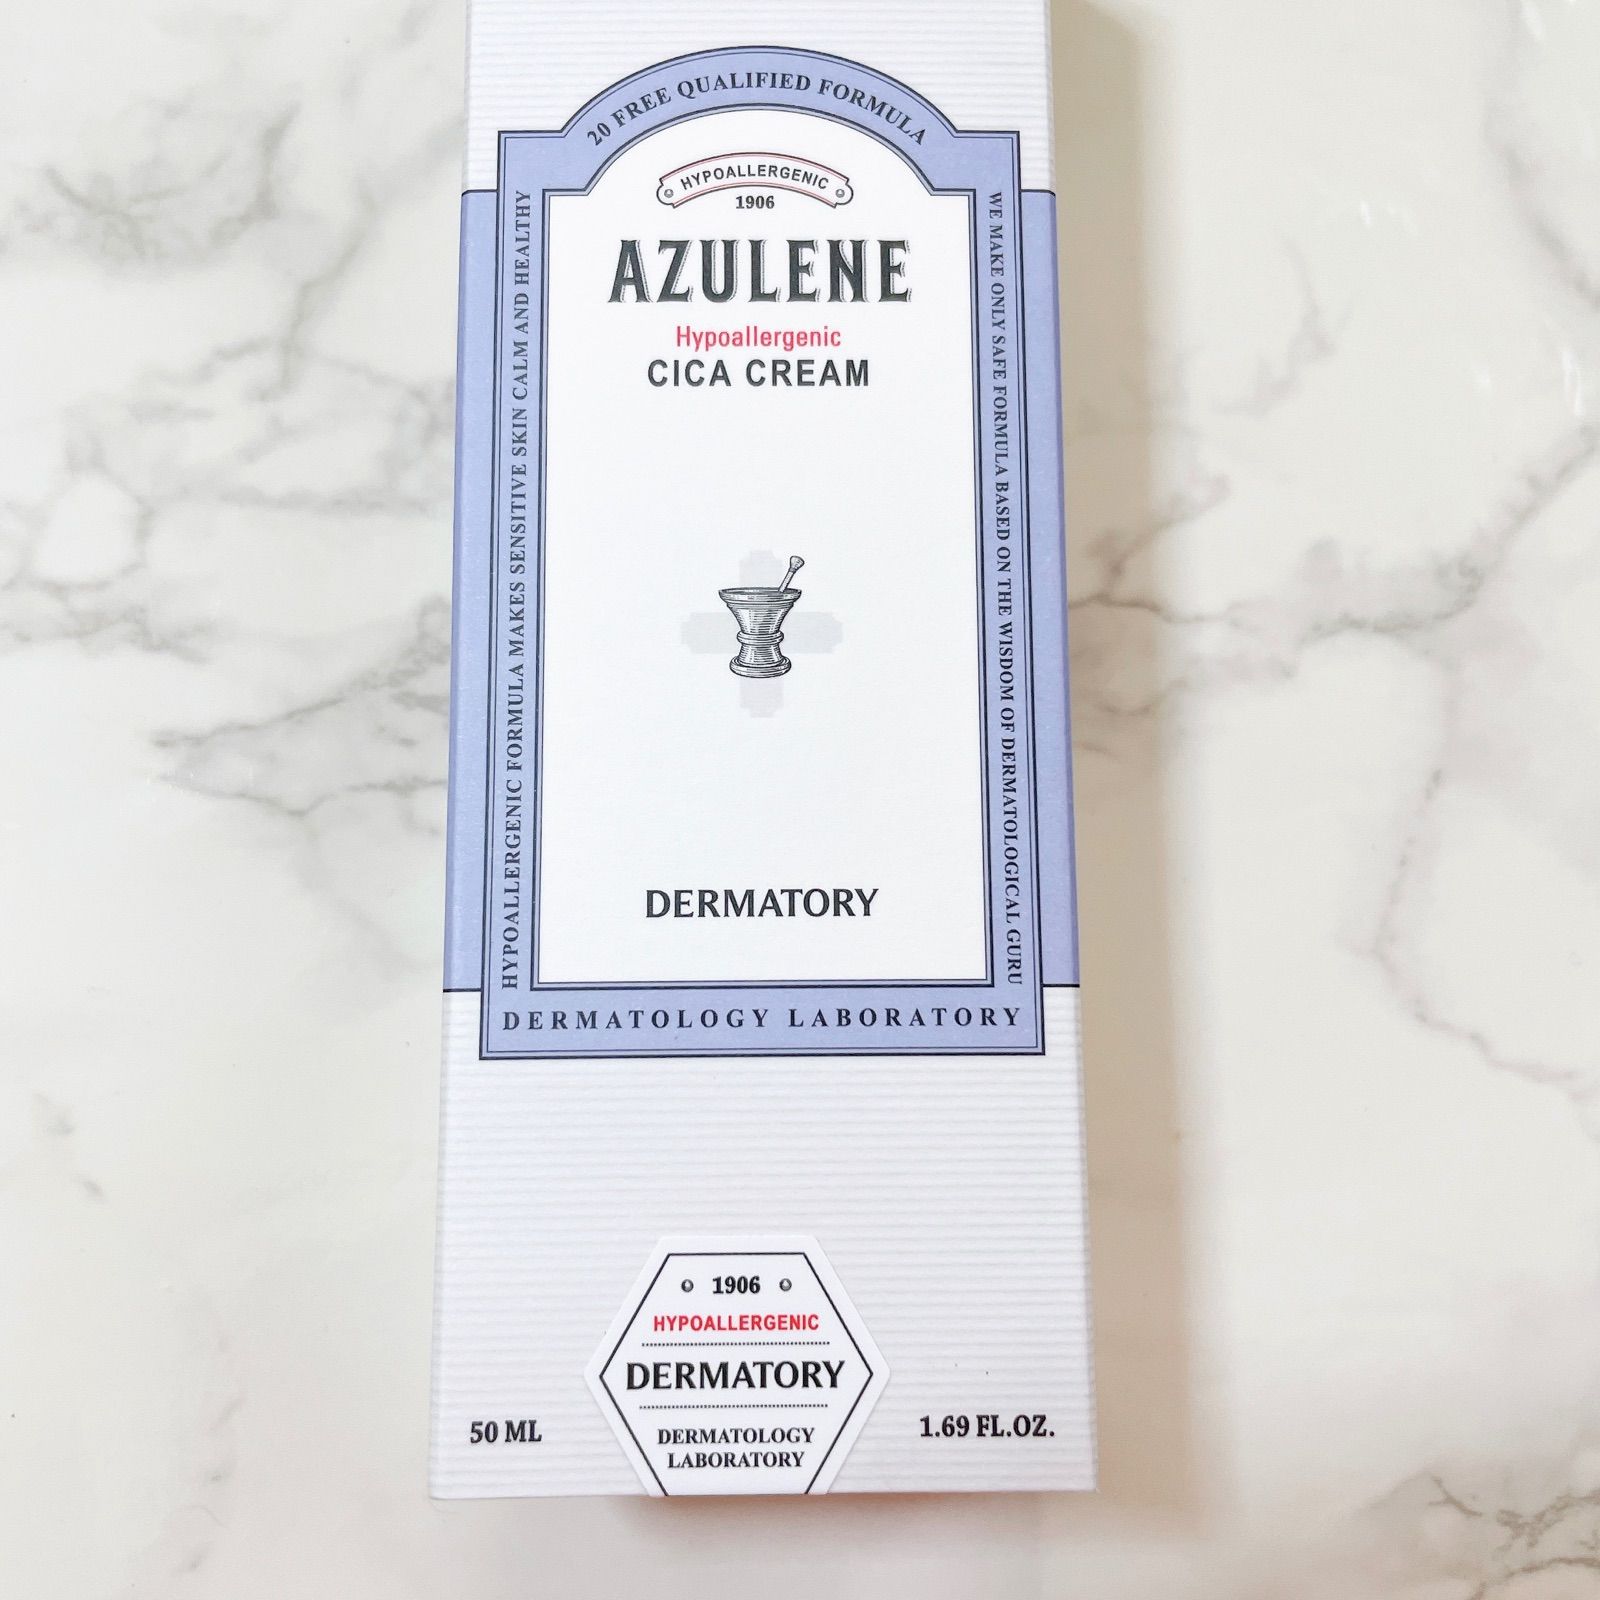 20 FREE QUALIFIED FORMULA
HYPOALLERGENIC
1906
AZULENE
Hypoallergenic
CICA CREAM
HYPOALLERGENIC FORMULA MAKES SENSITIVE SKIN CALM AND HEALTHY
WE MAKE ONLY SAFE FORMULA BASED ON THE WISDOM OF DERMATOLOGICAL GURU
DERMATORY
DERMATOLOGY LABORATORY
1906
HYPOALLERGENIC
DERMATORY
DERMATOLOGY
LABORATORY
50 ML
1.69 FL.OZ.